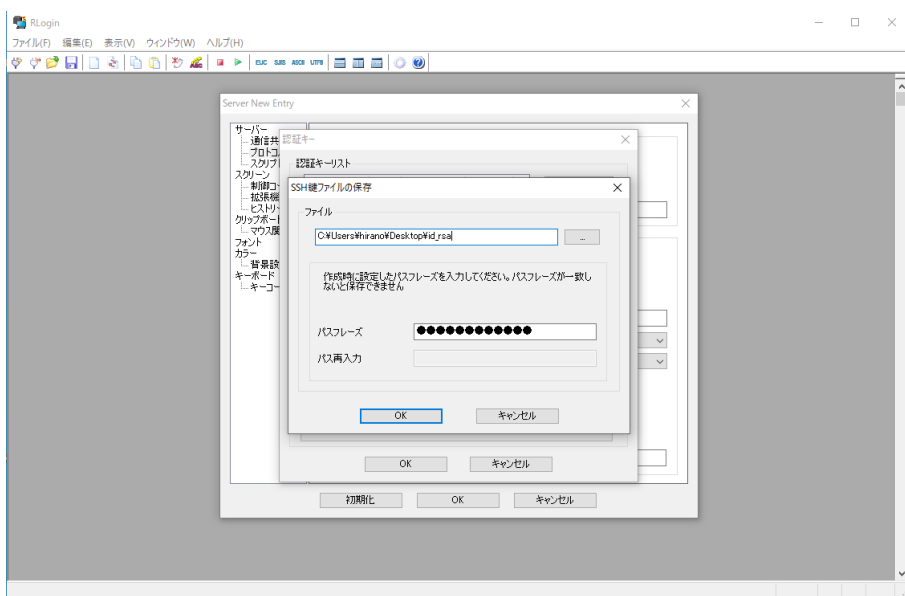 RLogin
ファイル(F) 編集(E) 表示(V) ウィンドウ(W) ヘルプ(H)
EUC SJIS ASCII UTF8
Server New Entry
サーバー
通信共
プロトコ
スクリプト
スクリーン
制御コー
拡張機
ヒストリ
クリップボード
マウス関
フォント
カラー
背景設
キーボード
キーコー
認証キー
認証キーリスト
SSH鍵ファイルの保存
ファイル
C:¥Users¥hirano¥Desktop¥id_rsa
...
作成時に設定したパスフレーズを入力してください。パスフレーズが一致し
ないと保存できません
パスフレーズ ●●●●●●●●●●●●
パス再入力
OK キャンセル
OK キャンセル
初期化 OK キャンセル